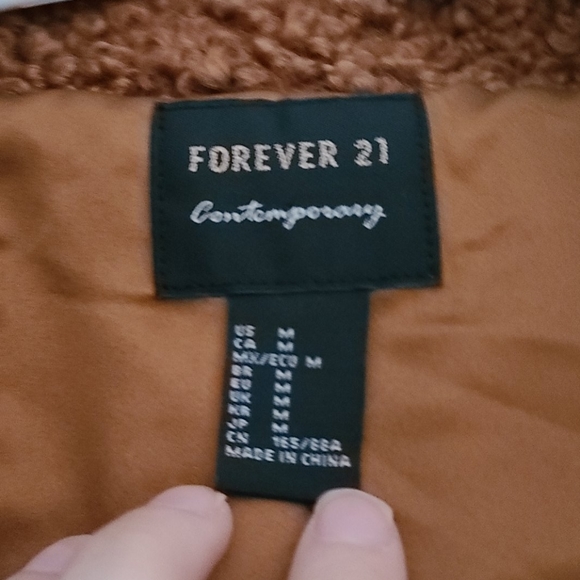 FOREVER 21
Contemporary
US M
CA M
MX/ECU M
BR M
EU M
UK M
KR M
JP M
CN 165/88A
MADE IN CHINA